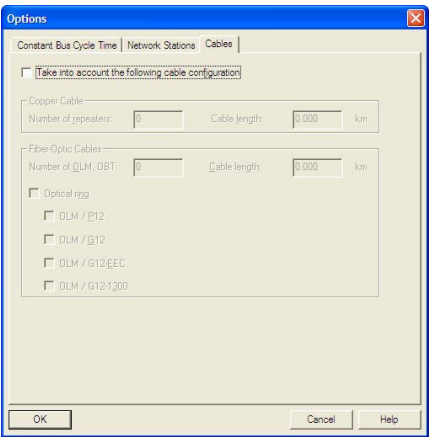 Options
Constant Bus Cycle Time Network Stations Cables
Take into account the following cable configuration
Copper Cable
Number of repeaters: 0 Cable length: 0.000 km
Fiber-Optic Cables
Number of OLM, OBT: 0 Cable length: 0.000 km
Optical ring
OLM / P12
OLM / G12
OLM / G12-EEC
OLM / G12-1300
OK Cancel Help